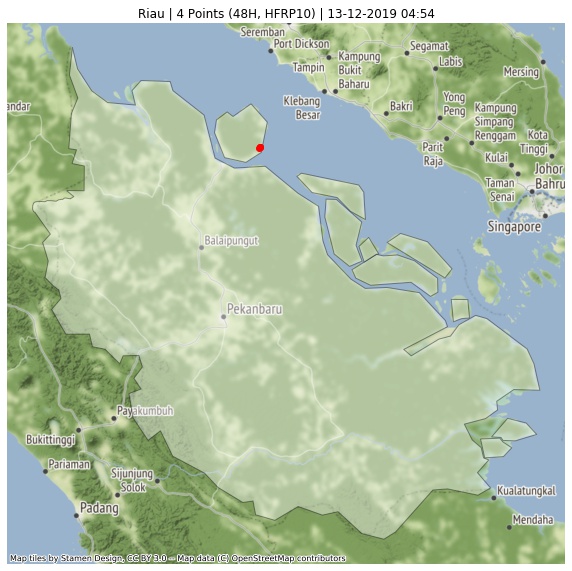 Riau | 4 Points (48H, HFRP10) | 13-12-2019 04:54
Seremban
Port Dickson
Segamat
Tampin
Kampung
Bukit
Baharu
Labis
Mersing
Klebang
Besar
andar
Bakri
Yong
Peng
Kampung
Simpang
Renggam
Kota
Tinggi
Parit
Raja
Kulai
Johor
Bahru
Taman
Senai
Singapore
Balaipungut
Pekanbaru
Payakumbuh
Bukittinggi
Pariaman
Sijunjung
Solok
Padang
Kualatungkal
Mendaha
Map tiles by Stamen Design, CC BY 3.0 -- Map data (C) OpenStreetMap contributors